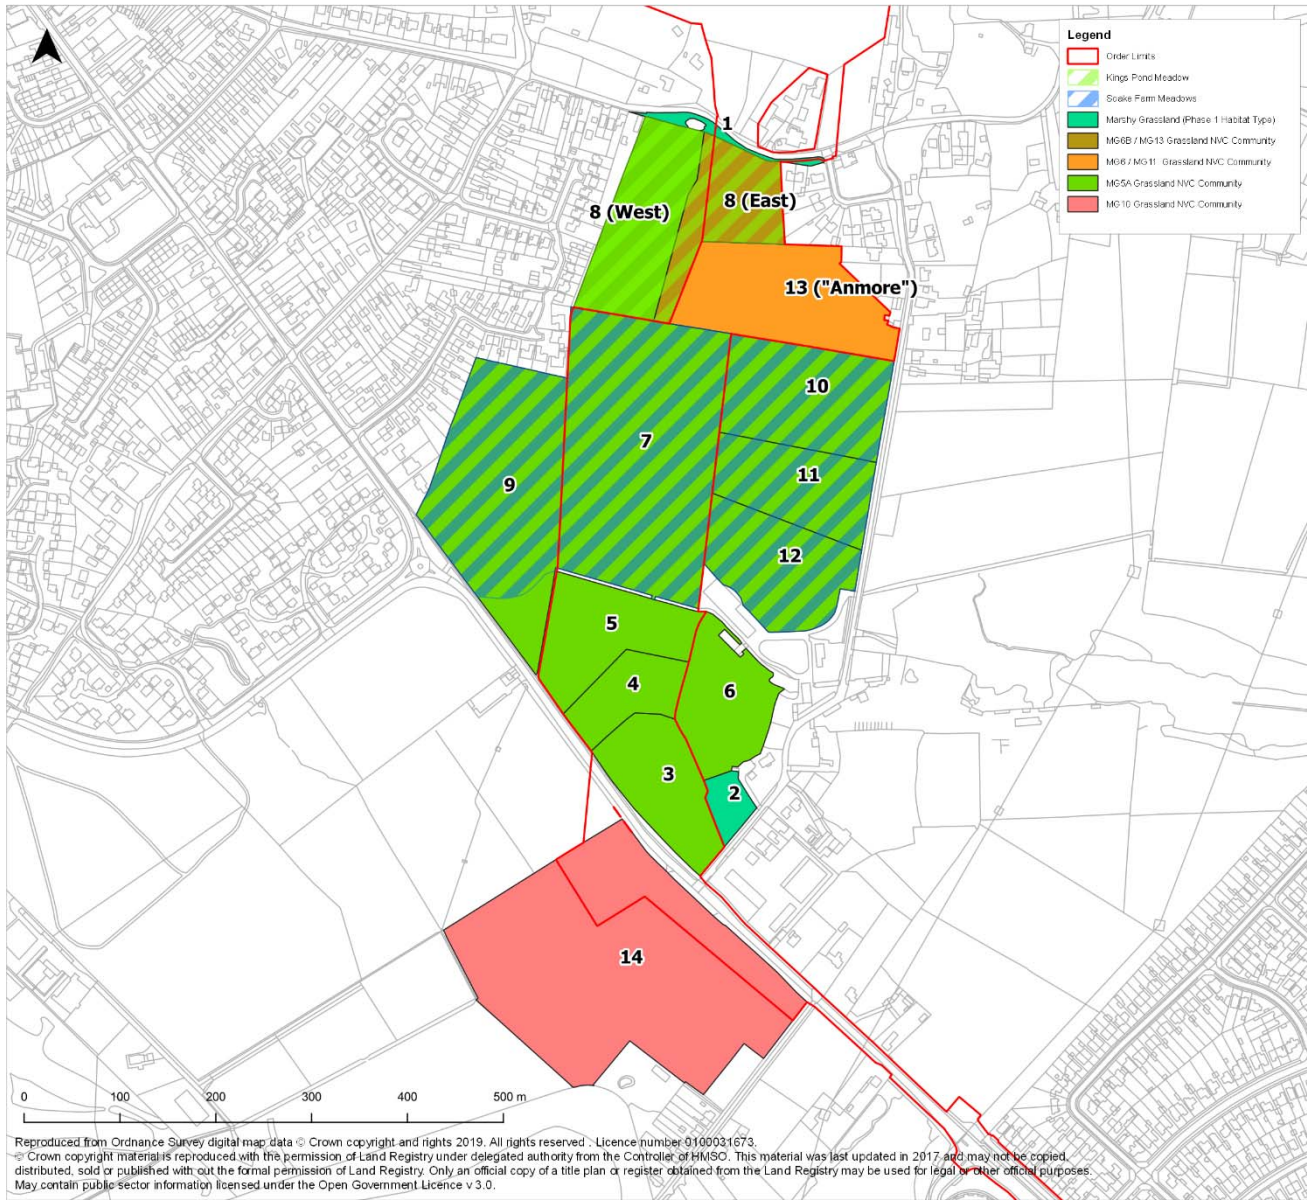 Legend
Order Limits
Kings Pond Meadow
Soake Farm Meadows
Marshy Grassland (Phase 1 Habitat Type)
MG6B / MG13 Grassland NVC Community
MG6 / MG11 Grassland NVC Community
MG5A Grassland NVC Community
MG10 Grassland NVC Community
1
8 (West)
8 (East)
13 ("Anmore")
10
7
11
9
12
5
4
6
3
2
14
0 100 200 300 400 500 m
Reproduced from Ordnance Survey digital map data © Crown copyright and rights 2019. All rights reserved . Licence number 0100031673.
© Crown copyright material is reproduced with the permission of Land Registry under delegated authority from the Controller of HMSO. This material was last updated in 2017 and may not be copied,
distributed, sold or published with out the formal permission of Land Registry. Only an official copy of a title plan or register obtained from the Land Registry may be used for legal or other official purposes.
May contain public sector information licensed under the Open Government Licence v 3.0.